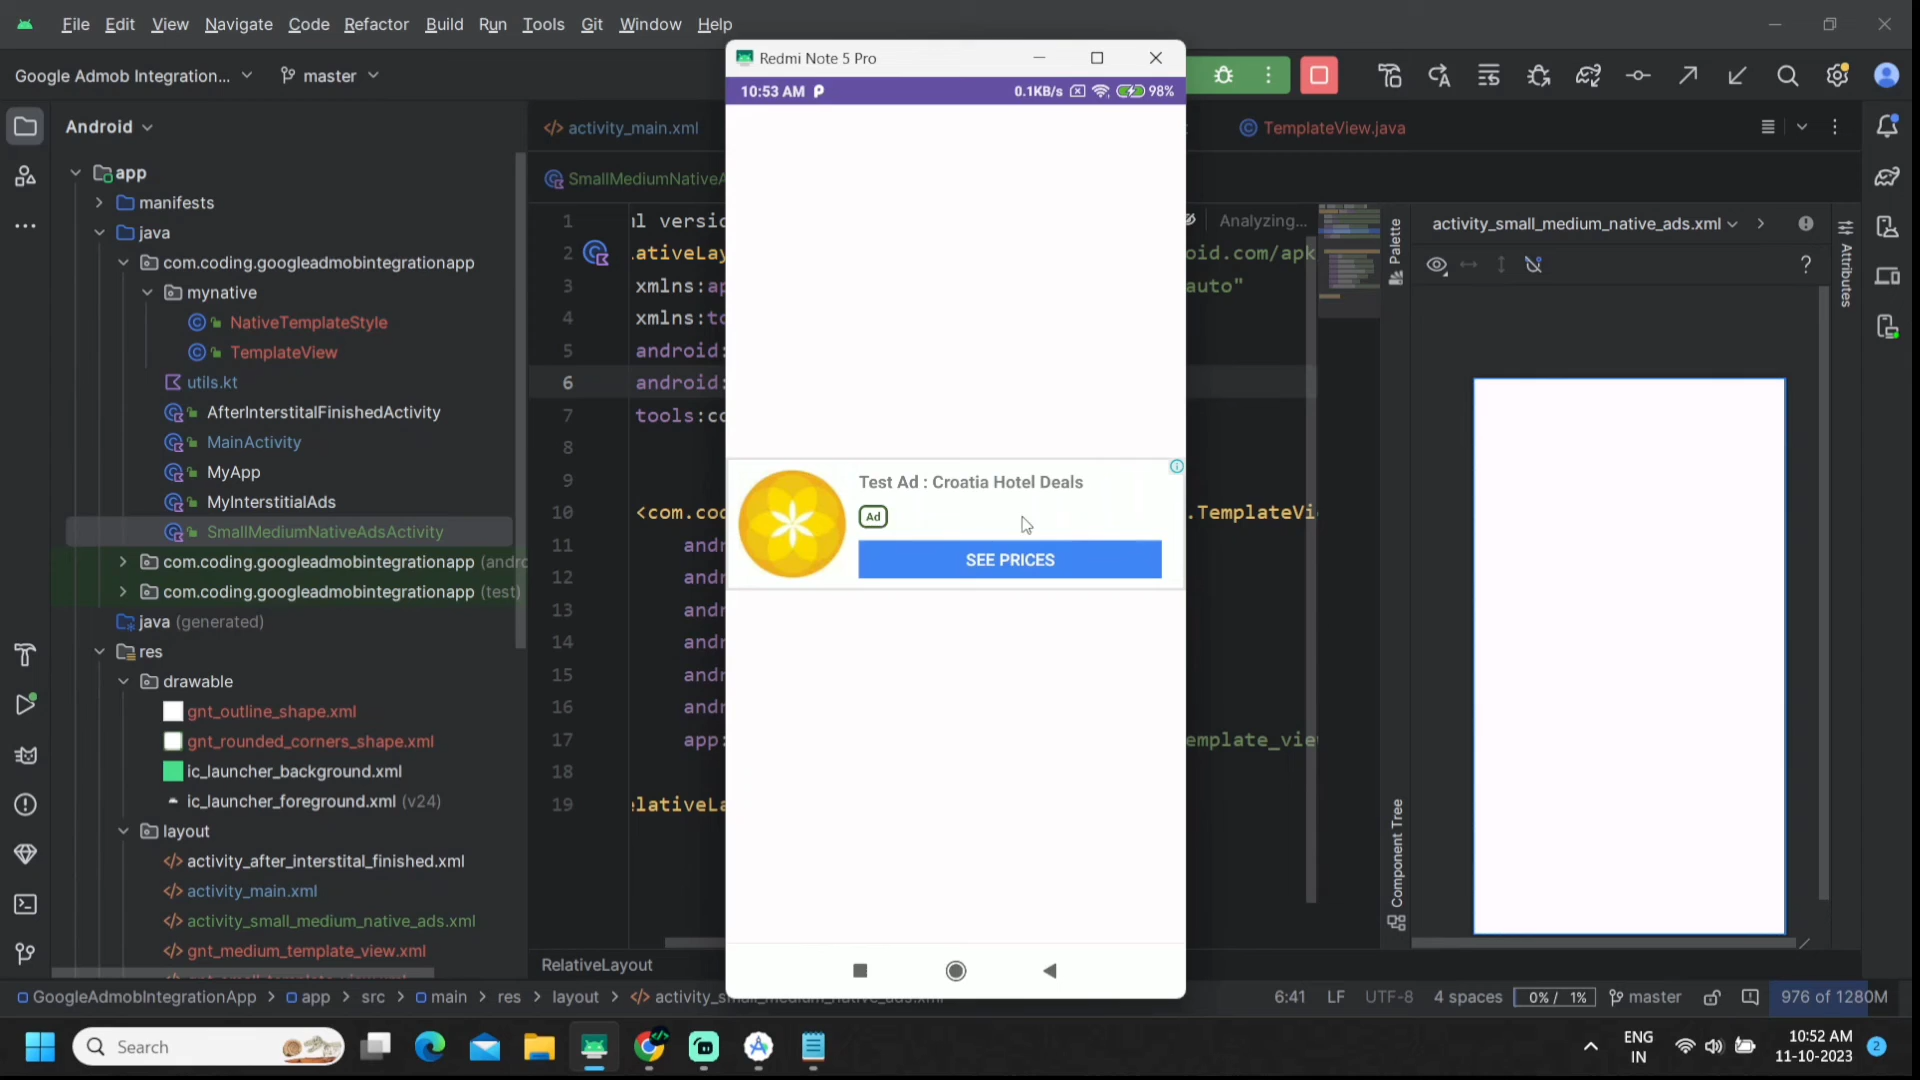 File Edit View Navigate Code Refactor Build Run Tools Git Window Help
Google Admob Integration... master
Redmi Note 5 Pro
10:53 AM 0.1KB/s 98%
Android
activity_main.xml
TemplateView.java
SmallMediumNativeA
app
manifests
java
com.coding.googleadmobintegrationapp
mynative
NativeTemplateStyle
TemplateView
utils.kt
AfterInterstitalFinishedActivity
MainActivity
MyApp
MyInterstitialAds
SmallMediumNativeAdsActivity
com.coding.googleadmobintegrationapp (andro
com.coding.googleadmobintegrationapp (test)
java (generated)
res
drawable
gnt_outline_shape.xml
gnt_rounded_corners_shape.xml
ic_launcher_background.xml
ic_launcher_foreground.xml (v24)
layout
activity_after_interstital_finished.xml
activity_main.xml
activity_small_medium_native_ads.xml
gnt_medium_template_view.xml
1 l versio Analyzing...
2 ativeLay oid.com/apk
3 xmlns:ap auto"
4 xmlns:to
5 android:
6 android:
7 tools:co
8
9
10 <com.cod .TemplateVi
11 andr
12 andr
13 andr
14 andr
15 andr
16 andr
17 app: emplate_vie
18
19 elativeLa
Test Ad : Croatia Hotel Deals
Ad
SEE PRICES
Palette
activity_small_medium_native_ads.xml
?
Attributes
Component Tree
RelativeLayout
GoogleAdmobIntegrationApp > app > src > main > res > layout > activity_small_medium_native_ads.xml
6:41 LF UTF-8 4 spaces 0% / 1% master 976 of 1280M
Search
ENG
IN
10:52 AM
11-10-2023
2